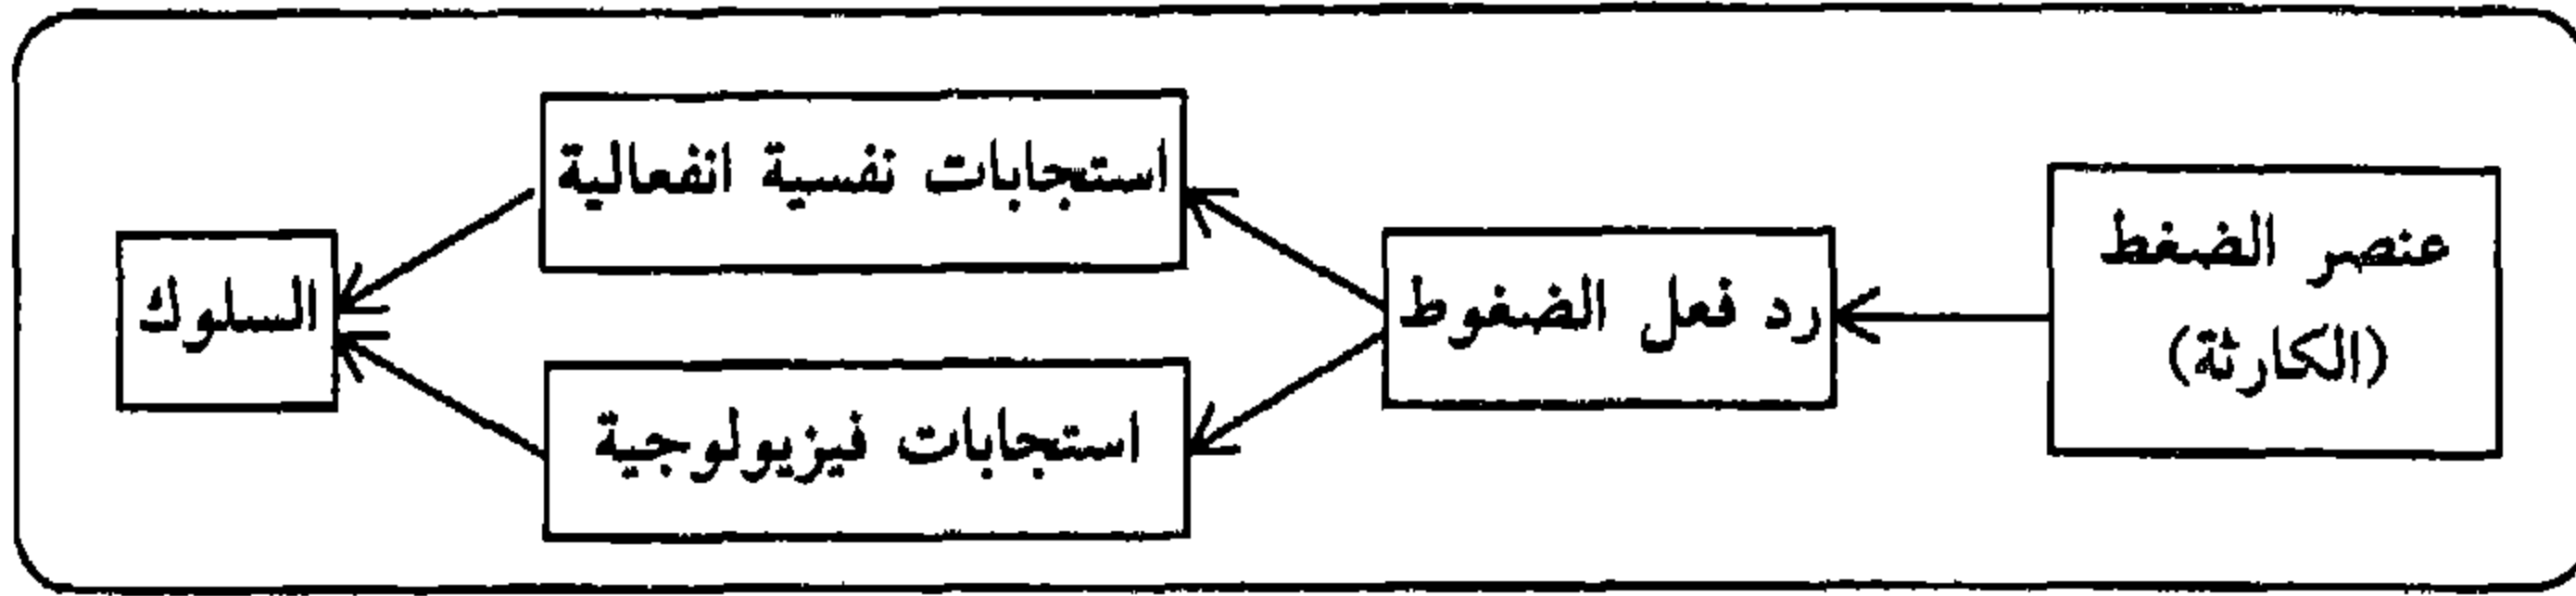 عنصر الضغط
(الكارثة)
رد فعل الضغوط
استجابات نفسية انفعالية
استجابات فيزيولوجية
السلوك